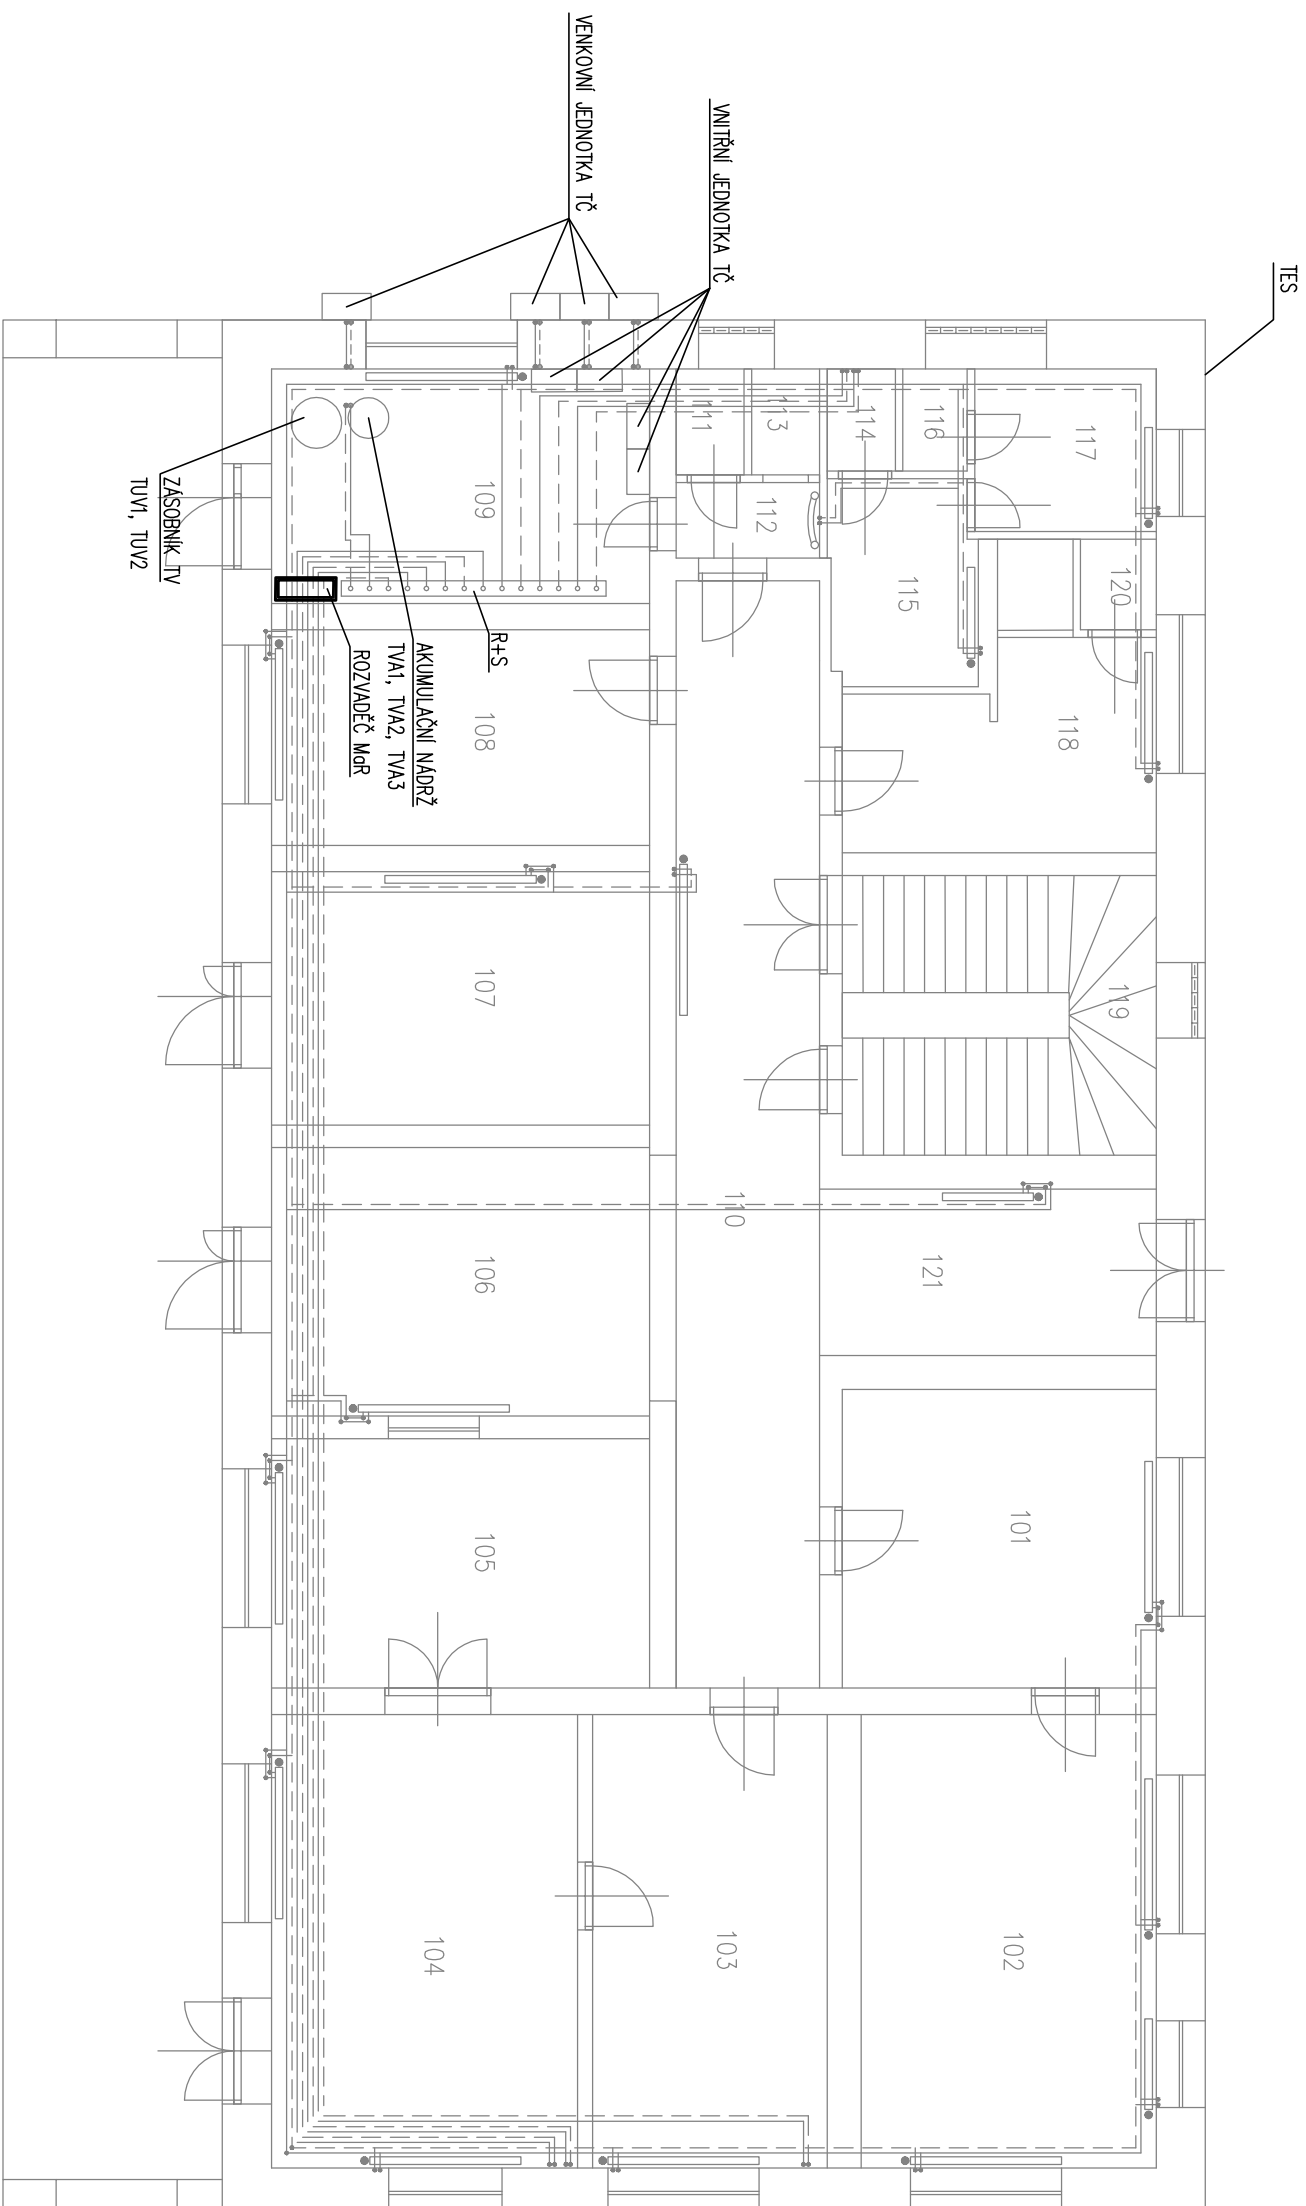 TES
VNITŘNÍ JEDNOTKA TČ
VENKOVNÍ JEDNOTKA TČ
117
120
118
119
121
101
102
116
114
113
111
112
115
110
103
109
108
107
106
105
104
R+S
AKUMULAČNÍ NÁDRŽ
TVA1, TVA2, TVA3
ROZVADĚČ MaR
ZÁSOBNÍK TV
TUV1, TUV2